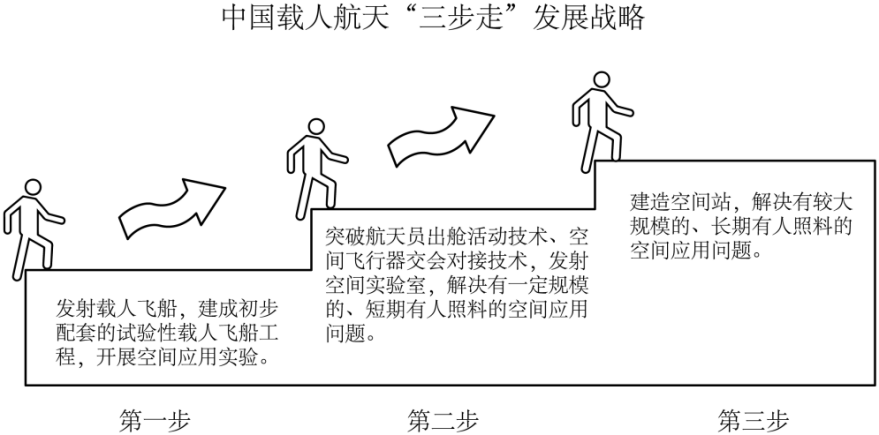 中国载人航天“三步走”发展战略
发射载人飞船，建成初步
配套的试验性载人飞船工
程，开展空间应用实验。
突破航天员出舱活动技术、空
间飞行器交会对接技术，发射
空间实验室，解决有一定规模
的、短期有人照料的空间应用
问题。
建造空间站，解决有较大
规模的、长期有人照料的
空间应用问题。
第一步
第二步
第三步